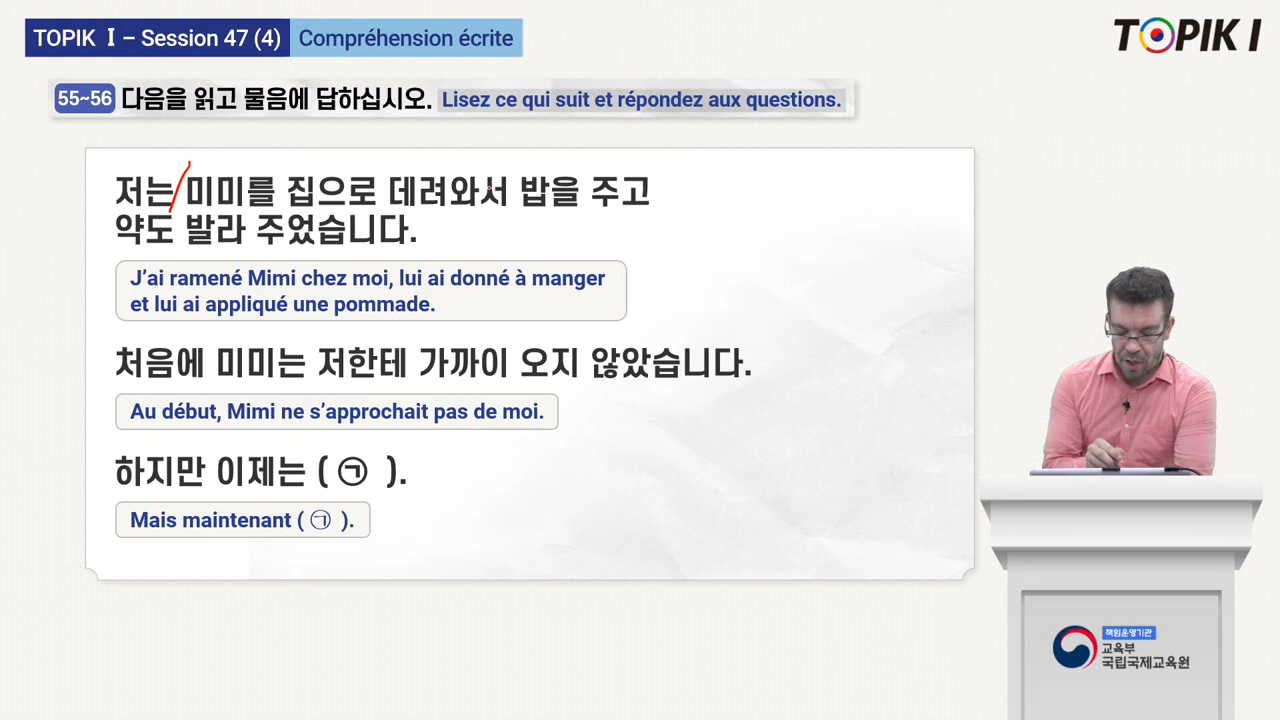 TOPIK Ⅰ – Session 47 (4) Compréhension écrite
TOPIK I
55~56 다음을 읽고 물음에 답하십시오. Lisez ce qui suit et répondez aux questions.
저는 미미를 집으로 데려와서 밥을 주고
약도 발라 주었습니다.
J’ai ramené Mimi chez moi, lui ai donné à manger
et lui ai appliqué une pommade.
처음에 미미는 저한테 가까이 오지 않았습니다.
Au début, Mimi ne s’approchait pas de moi.
하지만 이제는 ( ㉠ ).
Mais maintenant ( ㉠ ).
책임운영기관
교육부
국립국제교육원